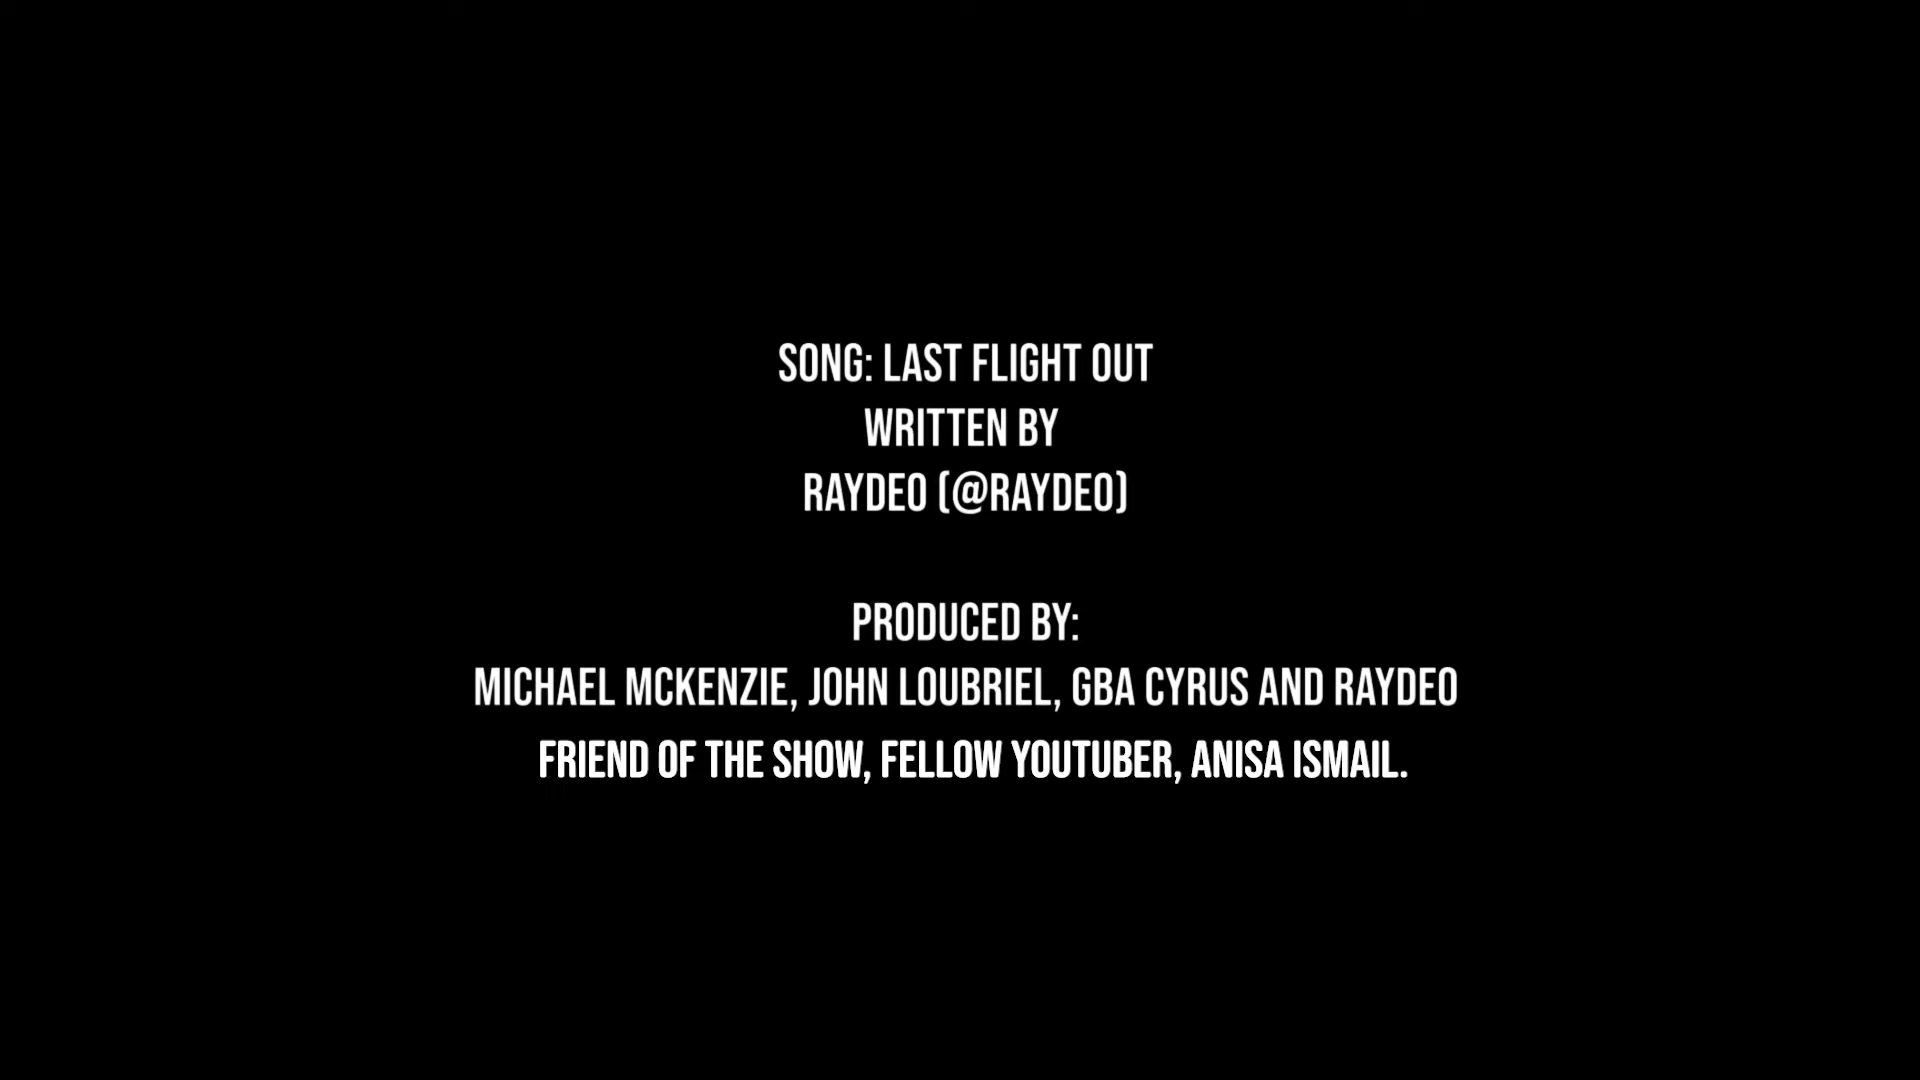 SONG: LAST FLIGHT OUT
WRITTEN BY
RAYDEO (@RAYDEO)
PRODUCED BY:
MICHAEL MCKENZIE, JOHN LOUBRIEL, GBA CYRUS AND RAYDEO
FRIEND OF THE SHOW, FELLOW YOUTUBER, ANISA ISMAIL.